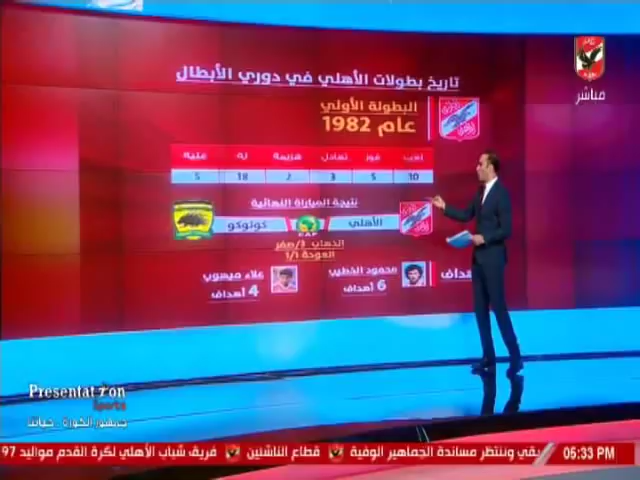 مباشر
تاريخ بطولات الأهلي في دوري الأبطال
البطولة الأولي
عام 1982
لعب فوز تعادل هزيمة له عليه
10 5 3 2 18 5
نتيجة المباراة النهائية
الأهلي كوتوكو
الذهاب 3/صفر
العودة 1/1
محمود الخطيب
6 أهداف
علاء ميهوب
4 أهداف
Presentation
Sports
05:33 PM
وننتظر مساندة الجماهير الوفية قطاع الناشئين فريق شباب الأهلي لكرة القدم مواليد 97